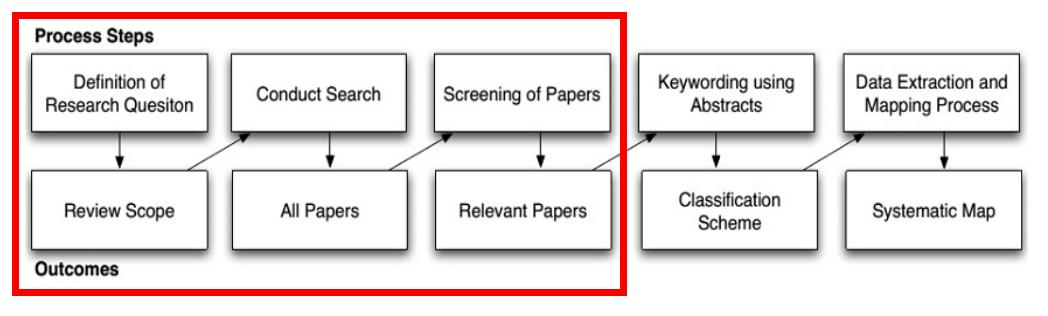 Process Steps
Definition of
Research Quesiton
Conduct Search
Screening of Papers
Keywording using
Abstracts
Data Extraction and
Mapping Process
Review Scope
All Papers
Relevant Papers
Classification
Scheme
Systematic Map
Outcomes